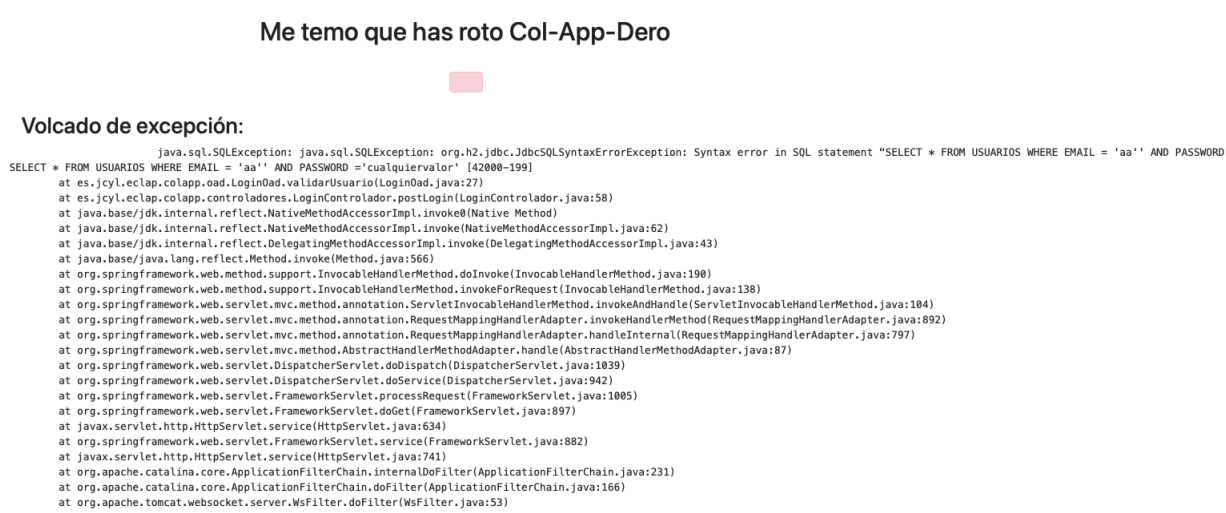 Me temo que has roto Col-App-Dero
Volcado de excepción:
java.sql.SQLException: java.sql.SQLException: org.h2.jdbc.JdbcSQLSyntaxErrorException: Syntax error in SQL statement "SELECT * FROM USUARIOS WHERE EMAIL = 'aa'' AND PASSWORD
SELECT * FROM USUARIOS WHERE EMAIL = 'aa'' AND PASSWORD ='cualquiervalor' [42000-199]
at es.jcyl.eclap.colapp.oad.LoginOad.validarUsuario(LoginOad.java:27)
at es.jcyl.eclap.colapp.controladores.LoginControlador.postLogin(LoginControlador.java:58)
at java.base/jdk.internal.reflect.NativeMethodAccessorImpl.invoke0(Native Method)
at java.base/jdk.internal.reflect.NativeMethodAccessorImpl.invoke(NativeMethodAccessorImpl.java:62)
at java.base/jdk.internal.reflect.DelegatingMethodAccessorImpl.invoke(DelegatingMethodAccessorImpl.java:43)
at java.base/java.lang.reflect.Method.invoke(Method.java:566)
at org.springframework.web.method.support.InvocableHandlerMethod.doInvoke(InvocableHandlerMethod.java:190)
at org.springframework.web.method.support.InvocableHandlerMethod.invokeForRequest(InvocableHandlerMethod.java:138)
at org.springframework.web.servlet.mvc.method.annotation.ServletInvocableHandlerMethod.invokeAndHandle(ServletInvocableHandlerMethod.java:104)
at org.springframework.web.servlet.mvc.method.annotation.RequestMappingHandlerAdapter.invokeHandlerMethod(RequestMappingHandlerAdapter.java:892)
at org.springframework.web.servlet.mvc.method.annotation.RequestMappingHandlerAdapter.handleInternal(RequestMappingHandlerAdapter.java:797)
at org.springframework.web.servlet.mvc.method.AbstractHandlerMethodAdapter.handle(AbstractHandlerMethodAdapter.java:87)
at org.springframework.web.servlet.DispatcherServlet.doDispatch(DispatcherServlet.java:1039)
at org.springframework.web.servlet.DispatcherServlet.doService(DispatcherServlet.java:942)
at org.springframework.web.servlet.FrameworkServlet.processRequest(FrameworkServlet.java:1005)
at org.springframework.web.servlet.FrameworkServlet.doGet(FrameworkServlet.java:897)
at javax.servlet.http.HttpServlet.service(HttpServlet.java:634)
at org.springframework.web.servlet.FrameworkServlet.service(FrameworkServlet.java:882)
at javax.servlet.http.HttpServlet.service(HttpServlet.java:741)
at org.apache.catalina.core.ApplicationFilterChain.internalDoFilter(ApplicationFilterChain.java:231)
at org.apache.catalina.core.ApplicationFilterChain.doFilter(ApplicationFilterChain.java:166)
at org.apache.tomcat.websocket.server.WsFilter.doFilter(WsFilter.java:53)